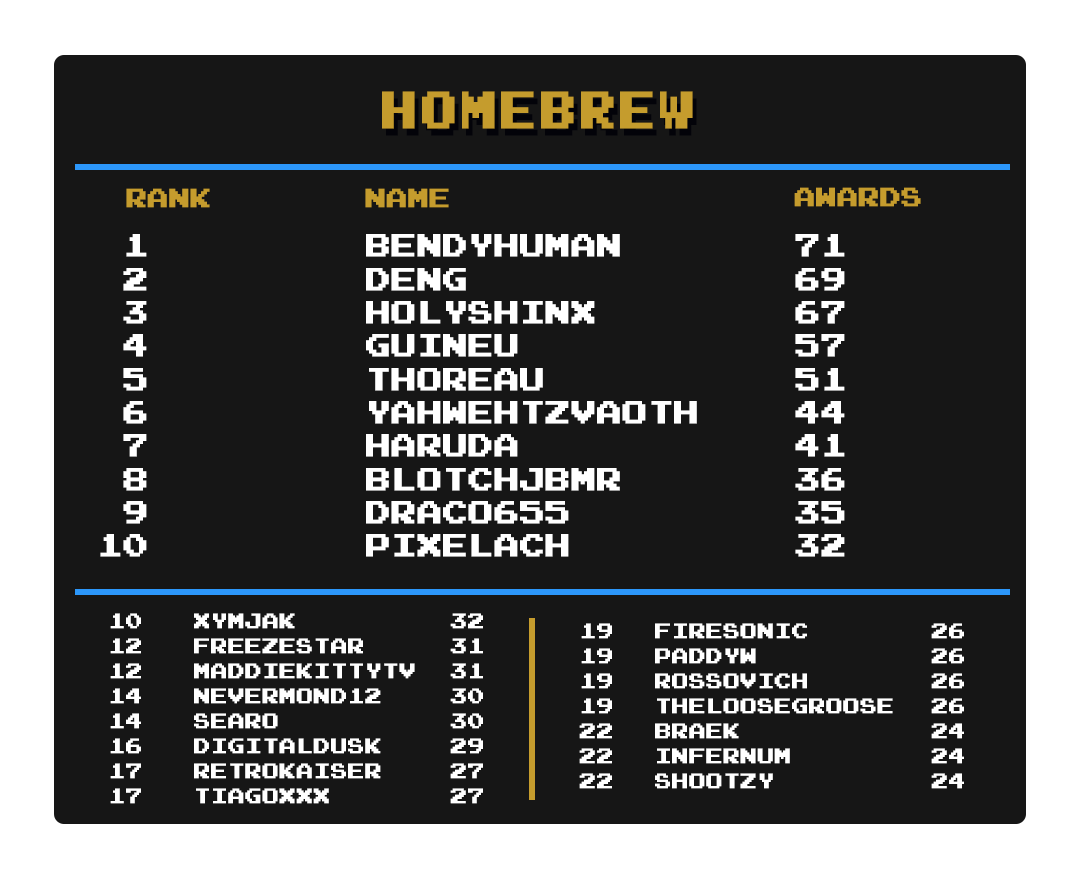 HOMEBREW
RANK NAME AWARDS
1 BENDYHUMAN 71
2 DENG 69
3 HOLYSHINX 67
4 GUINEU 57
5 THOREAU 51
6 YAHWEHTZVAOTH 44
7 HARUDA 41
8 BLOTCHJBMR 36
9 DRACO655 35
10 PIXELACH 32
10 XYMJAK 32
12 FREEZESTAR 31
12 MADDIEKITTYTV 31
14 NEVERMOND12 30
14 SEARO 30
16 DIGITALDUSK 29
17 RETROKAISER 27
17 TIAGOXXX 27
19 FIRESONIC 26
19 PADDYW 26
19 ROSSOVICH 26
19 THELOOSEGROOSE 26
22 BRAEK 24
22 INFERNUM 24
22 SHOOTZY 24